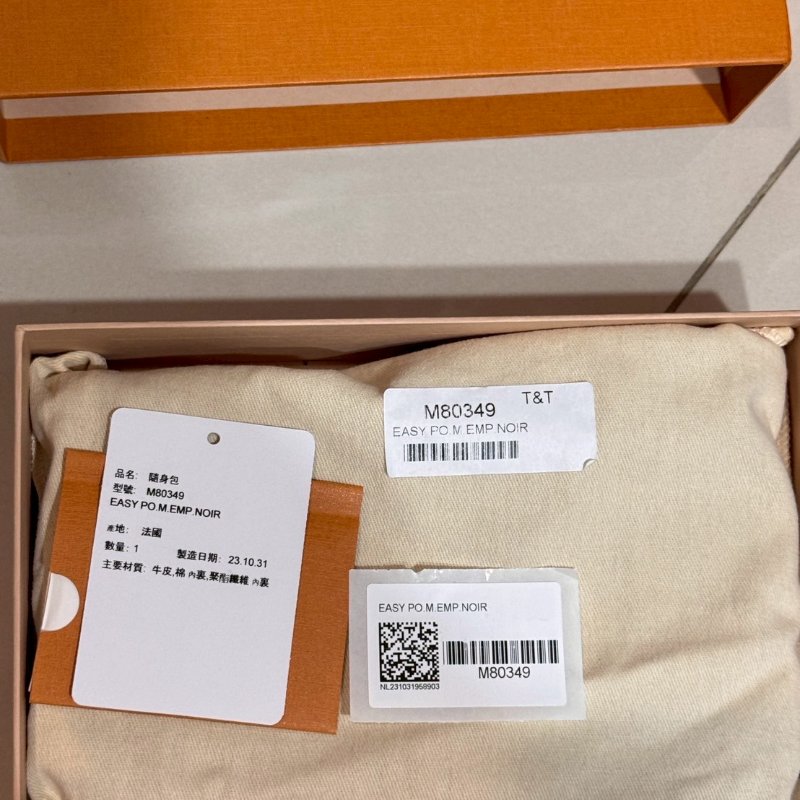 M80349 T&T
EASY PO.M.EMP.NOIR
品名: 隨身包
型號: M80349
EASY PO.M.EMP.NOIR
產地: 法國
數量: 1 製造日期: 23.10.31
主要材質: 牛皮,棉 內裏,聚酯纖維 內裏
EASY PO.M.EMP.NOIR
M80349
NL231031958903